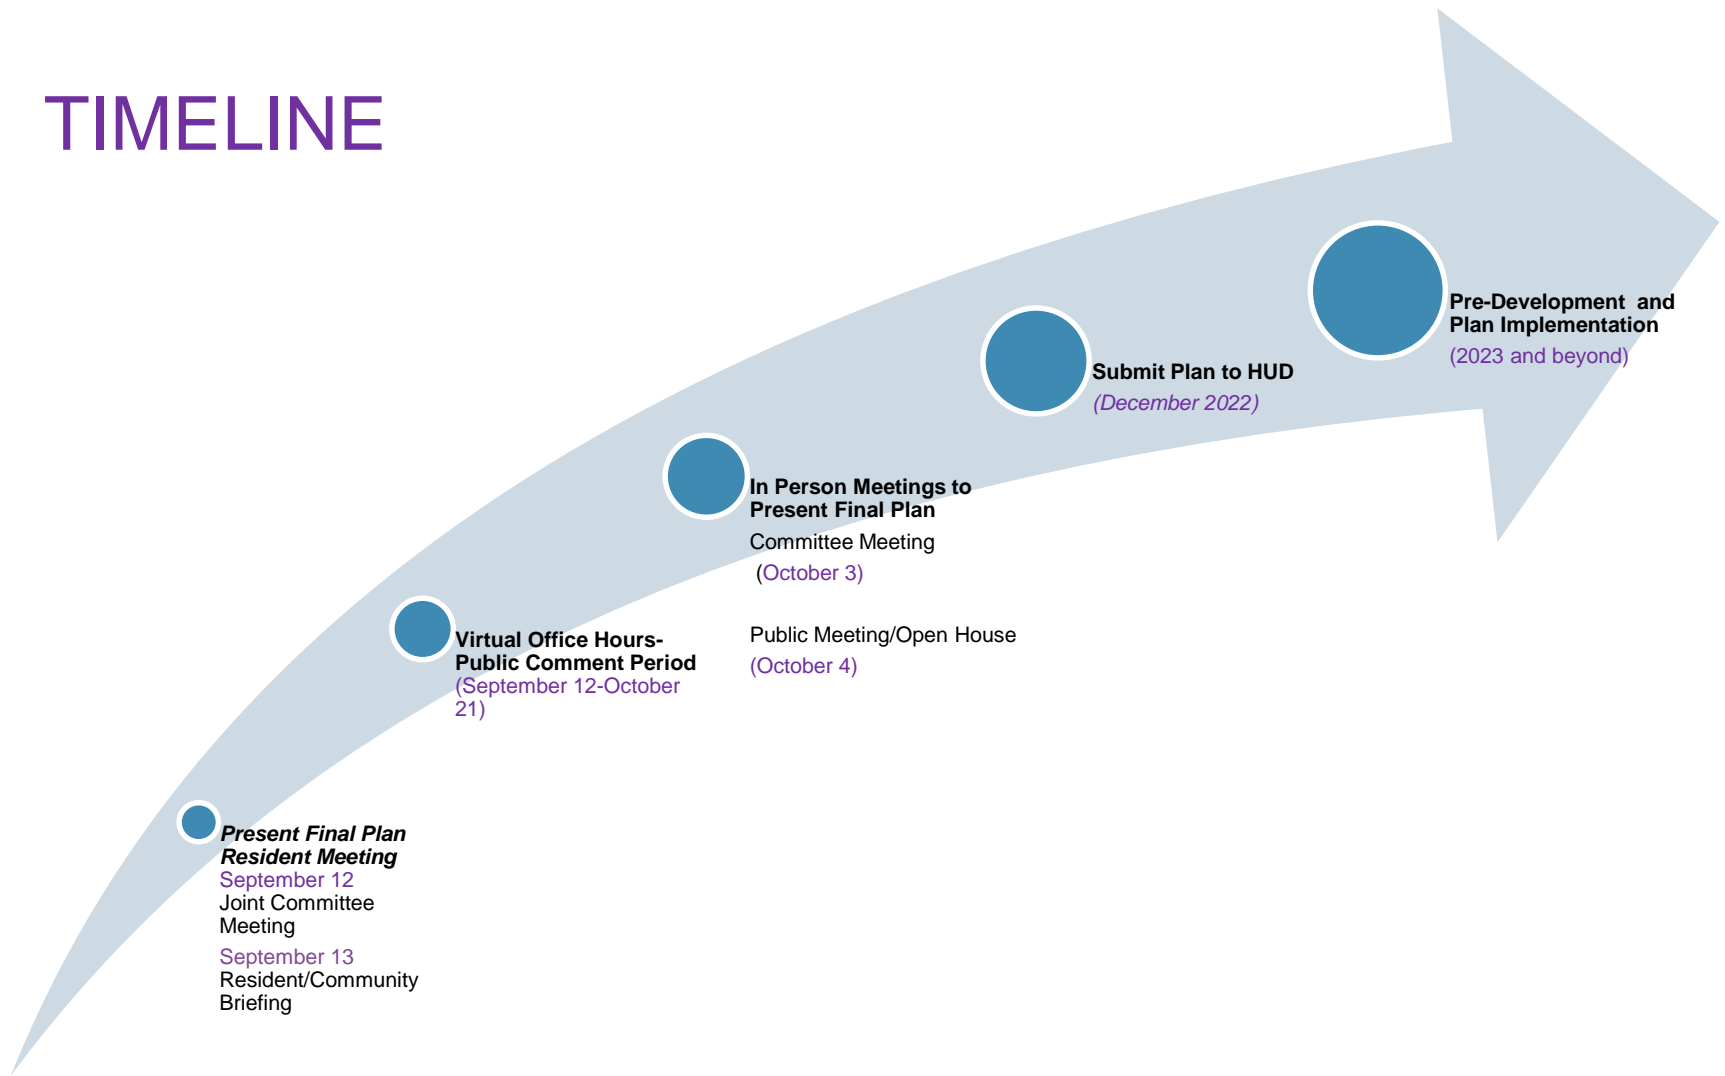 TIMELINE
Present Final Plan
Resident Meeting
September 12
Joint Committee
Meeting
September 13
Resident/Community
Briefing
Virtual Office Hours-
Public Comment Period
(September 12-October
21)
In Person Meetings to
Present Final Plan
Committee Meeting
(October 3)
Public Meeting/Open House
(October 4)
Submit Plan to HUD
(December 2022)
Pre-Development  and
Plan Implementation
(2023 and beyond)